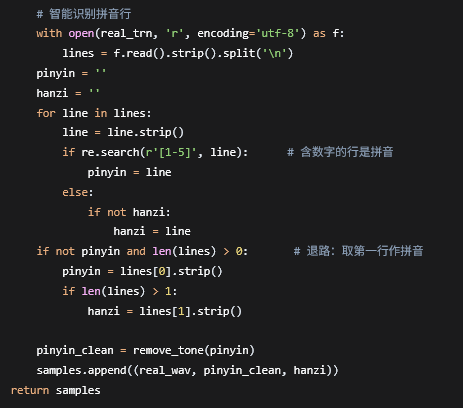 # 智能识别拼音行
with open(real_trn, 'r', encoding='utf-8') as f:
lines = f.read().strip().split('\n')
pinyin = ''
hanzi = ''
for line in lines:
line = line.strip()
if re.search(r'[1-5]', line):      # 含数字的行是拼音
pinyin = line
else:
if not hanzi:
hanzi = line
if not pinyin and len(lines) > 0:      # 退路：取第一行作拼音
pinyin = lines[0].strip()
if len(lines) > 1:
hanzi = lines[1].strip()
pinyin_clean = remove_tone(pinyin)
samples.append((real_wav, pinyin_clean, hanzi))
return samples